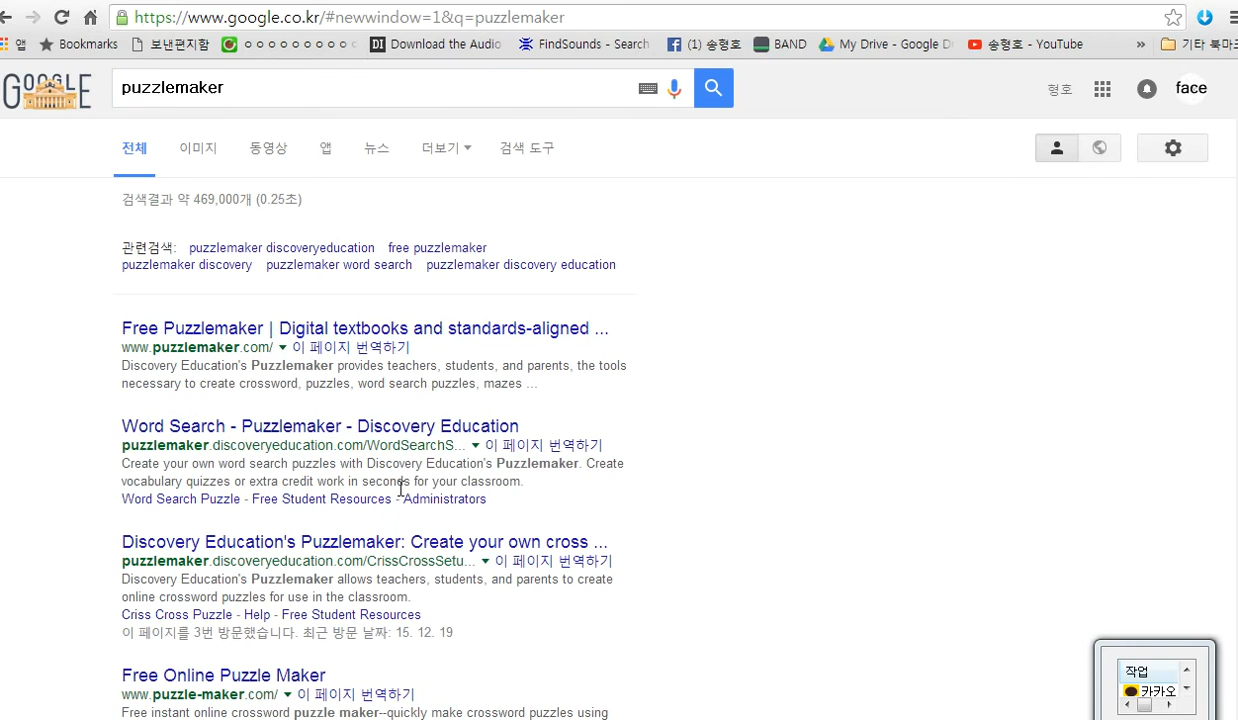 https://www.google.co.kr/#newwindow=1&q=puzzlemaker
앱 Bookmarks 보낸편지함 ㅇㅇㅇㅇㅇㅇㅇㅇㅇ Download the Audio FindSounds - Search (1) 송형호 BAND My Drive - Google D 송형호 - YouTube » 기타 북마크
GOOGLE puzzlemaker 형호 face
전체 이미지 동영상 앱 뉴스 더보기 검색 도구
검색결과 약 469,000개 (0.25초)
관련검색: puzzlemaker discoveryeducation free puzzlemaker
puzzlemaker discovery puzzlemaker word search puzzlemaker discovery education
Free Puzzlemaker | Digital textbooks and standards-aligned ...
www.puzzlemaker.com/ 이 페이지 번역하기
Discovery Education's Puzzlemaker provides teachers, students, and parents, the tools
necessary to create crossword, puzzles, word search puzzles, mazes ...
Word Search - Puzzlemaker - Discovery Education
puzzlemaker.discoveryeducation.com/WordSearchS... 이 페이지 번역하기
Create your own word search puzzles with Discovery Education's Puzzlemaker. Create
vocabulary quizzes or extra credit work in seconds for your classroom.
Word Search Puzzle - Free Student Resources - Administrators
Discovery Education's Puzzlemaker: Create your own cross ...
puzzlemaker.discoveryeducation.com/CrissCrossSetu... 이 페이지 번역하기
Discovery Education's Puzzlemaker allows teachers, students, and parents to create
online crossword puzzles for use in the classroom.
Criss Cross Puzzle - Help - Free Student Resources
이 페이지를 3번 방문했습니다. 최근 방문 날짜: 15. 12. 19
Free Online Puzzle Maker
www.puzzle-maker.com/ 이 페이지 번역하기
Free instant online crossword puzzle maker--quickly make crossword puzzles using
작업
카카오